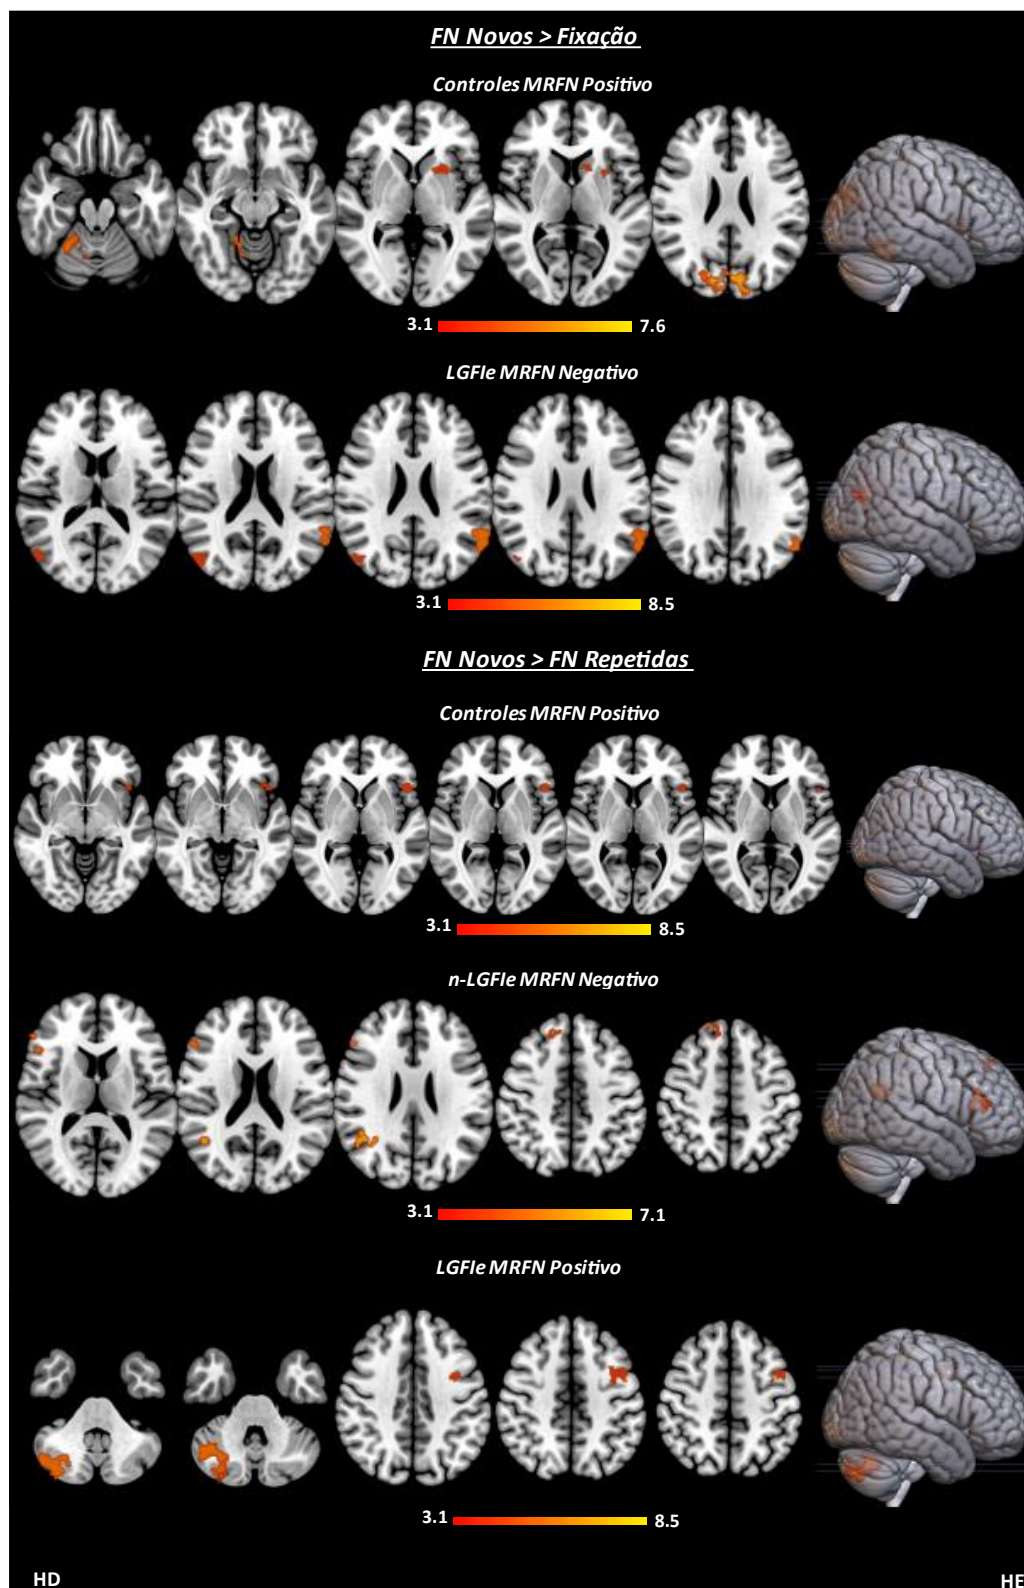 FN Novos > Fixação
Controles MRFN Positivo
3.1 7.6
LGFIe MRFN Negativo
3.1 8.5
FN Novos > FN Repetidas
Controles MRFN Positivo
3.1 8.5
n-LGFIe MRFN Negativo
3.1 7.1
LGFIe MRFN Positivo
3.1 8.5
HD HE